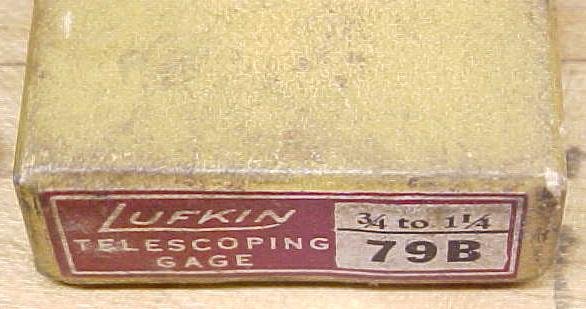 LUFKIN
TELESCOPING
GAGE
3/4 to 1 1/4
79B